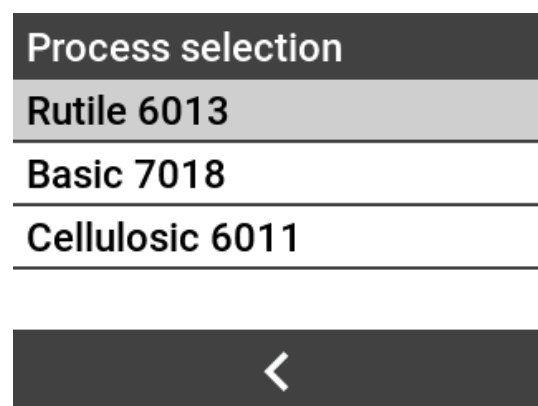 Process selection
Rutile 6013
Basic 7018
Cellulosic 6011